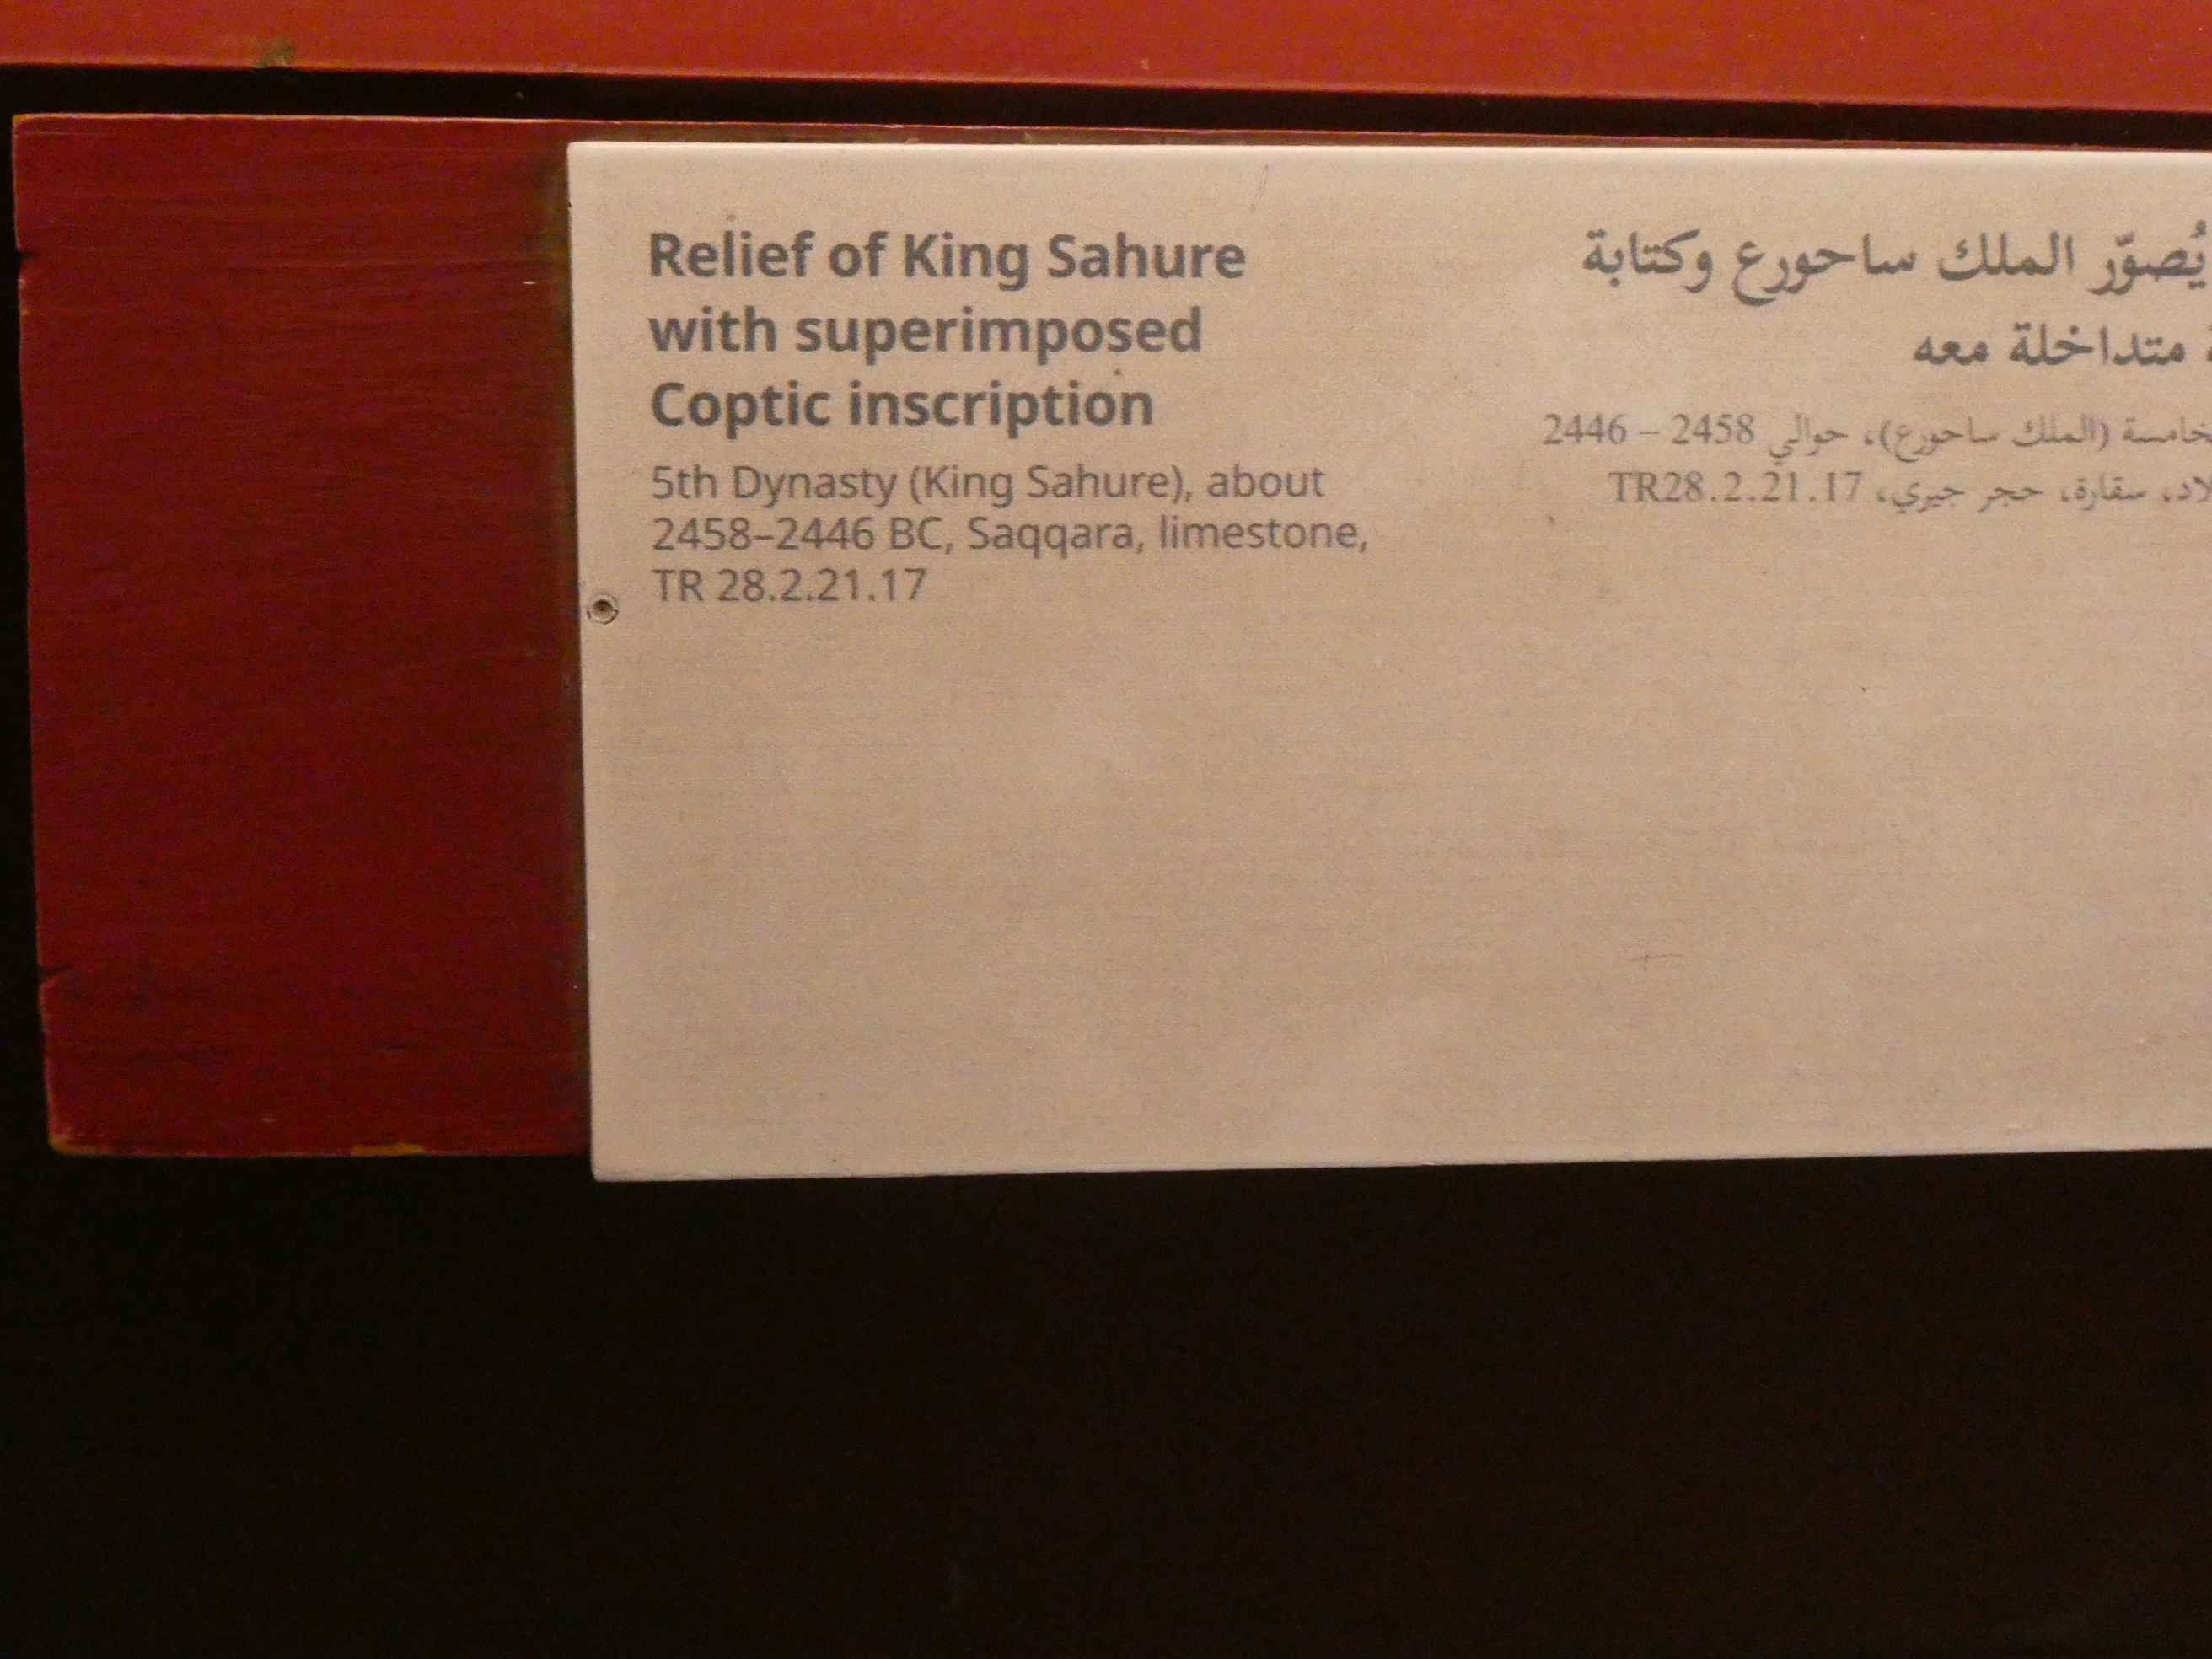 Relief of King Sahure
with superimposed
Coptic inscription
5th Dynasty (King Sahure), about
2458–2446 BC, Saqqara, limestone,
TR 28.2.21.17
يُصوّر الملك ساحورع وكتابة
متداخلة معه
(الملك ساحورع)، حوالي 2458 – 2446
سقارة، حجر جيري، TR28.2.21.17